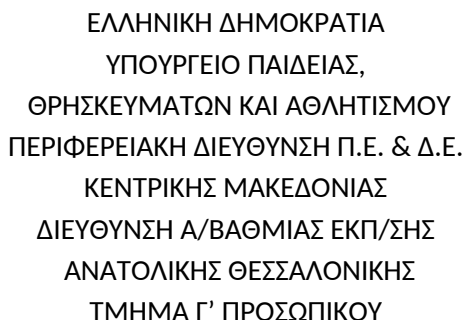 ΕΛΛΗΝΙΚΗ ΔΗΜΟΚΡΑΤΙΑ
ΥΠΟΥΡΓΕΙΟ ΠΑΙΔΕΙΑΣ,
ΘΡΗΣΚΕΥΜΑΤΩΝ ΚΑΙ ΑΘΛΗΤΙΣΜΟΥ
ΠΕΡΙΦΕΡΕΙΑΚΗ ΔΙΕΥΘΥΝΣΗ Π.Ε. & Δ.Ε.
ΚΕΝΤΡΙΚΗΣ ΜΑΚΕΔΟΝΙΑΣ
ΔΙΕΥΘΥΝΣΗ Α/ΒΑΘΜΙΑΣ ΕΚΠ/ΣΗΣ
ΑΝΑΤΟΛΙΚΗΣ ΘΕΣΣΑΛΟΝΙΚΗΣ
ΤΜΗΜΑ Γ’ ΠΡΟΣΩΠΙΚΟΥ